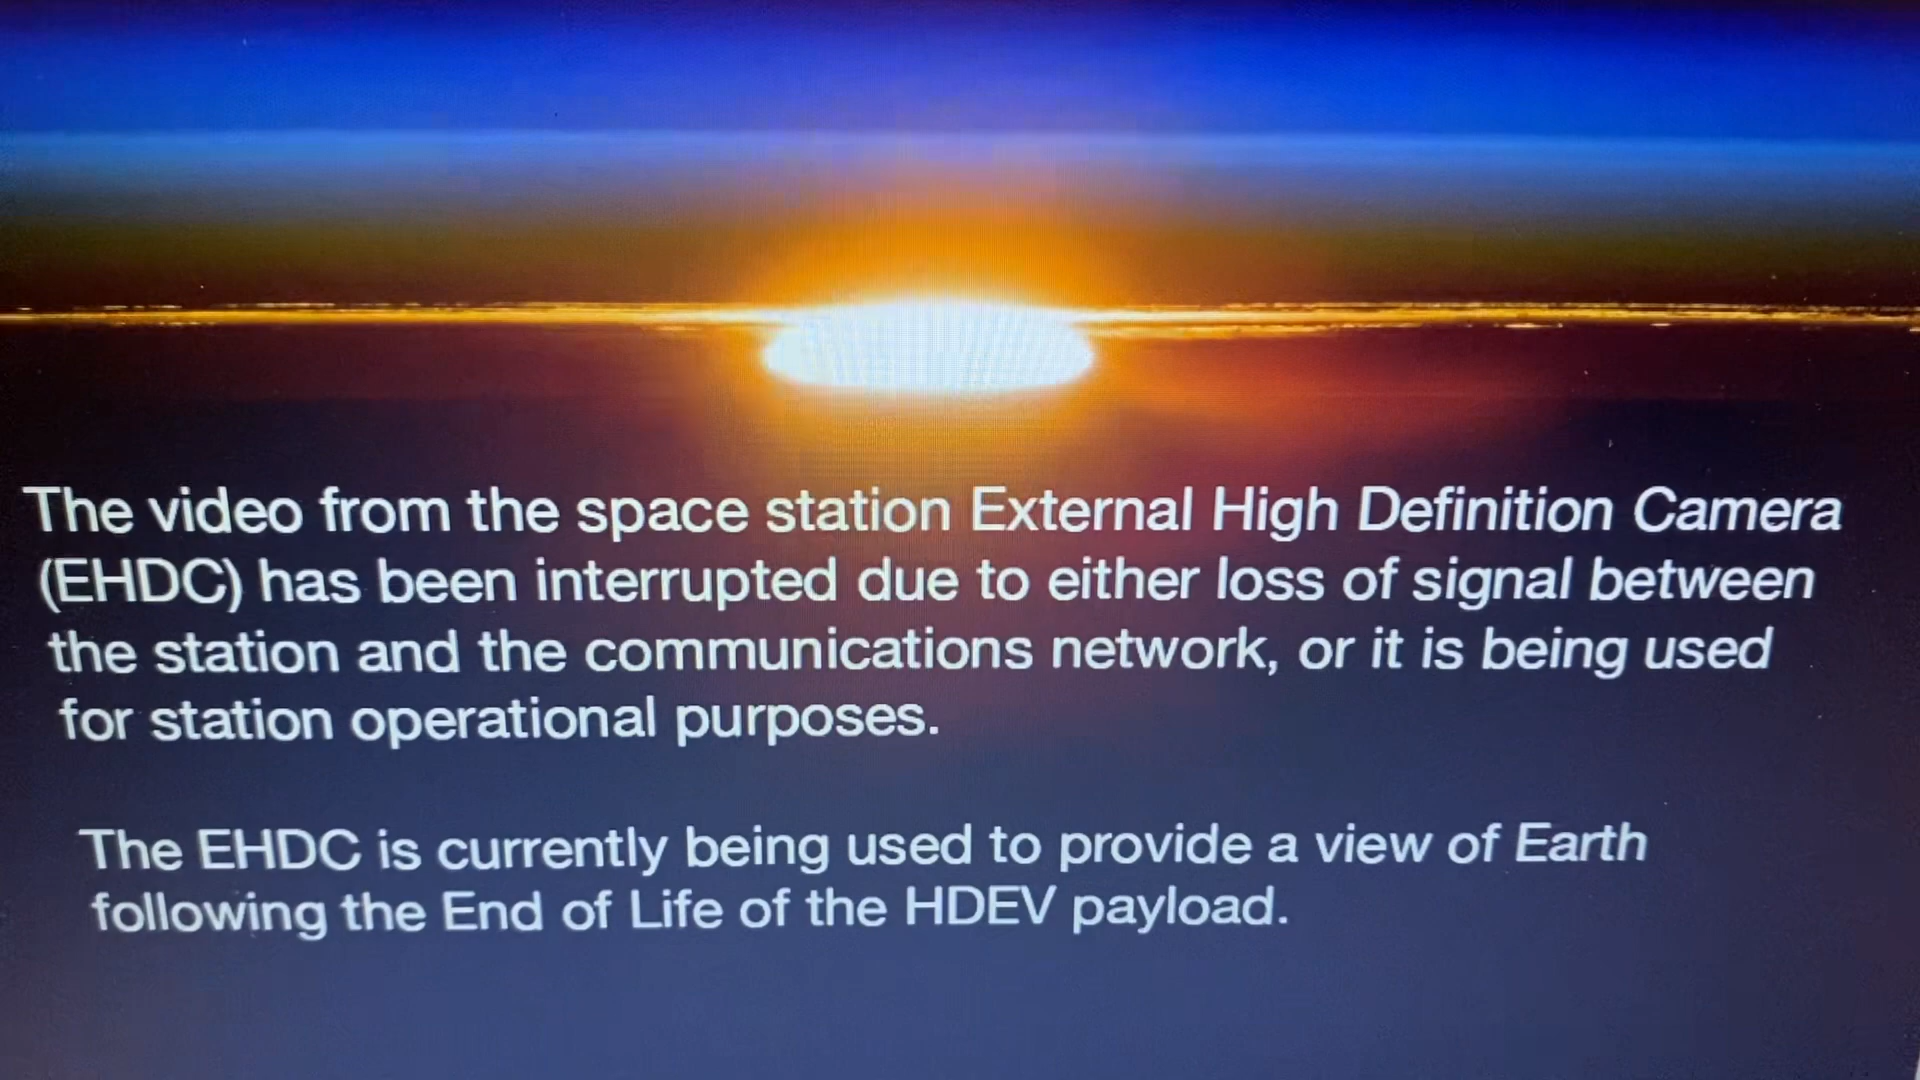 The video from the space station External High Definition Camera
(EHDC) has been interrupted due to either loss of signal between
the station and the communications network, or it is being used
for station operational purposes.
The EHDC is currently being used to provide a view of Earth
following the End of Life of the HDEV payload.